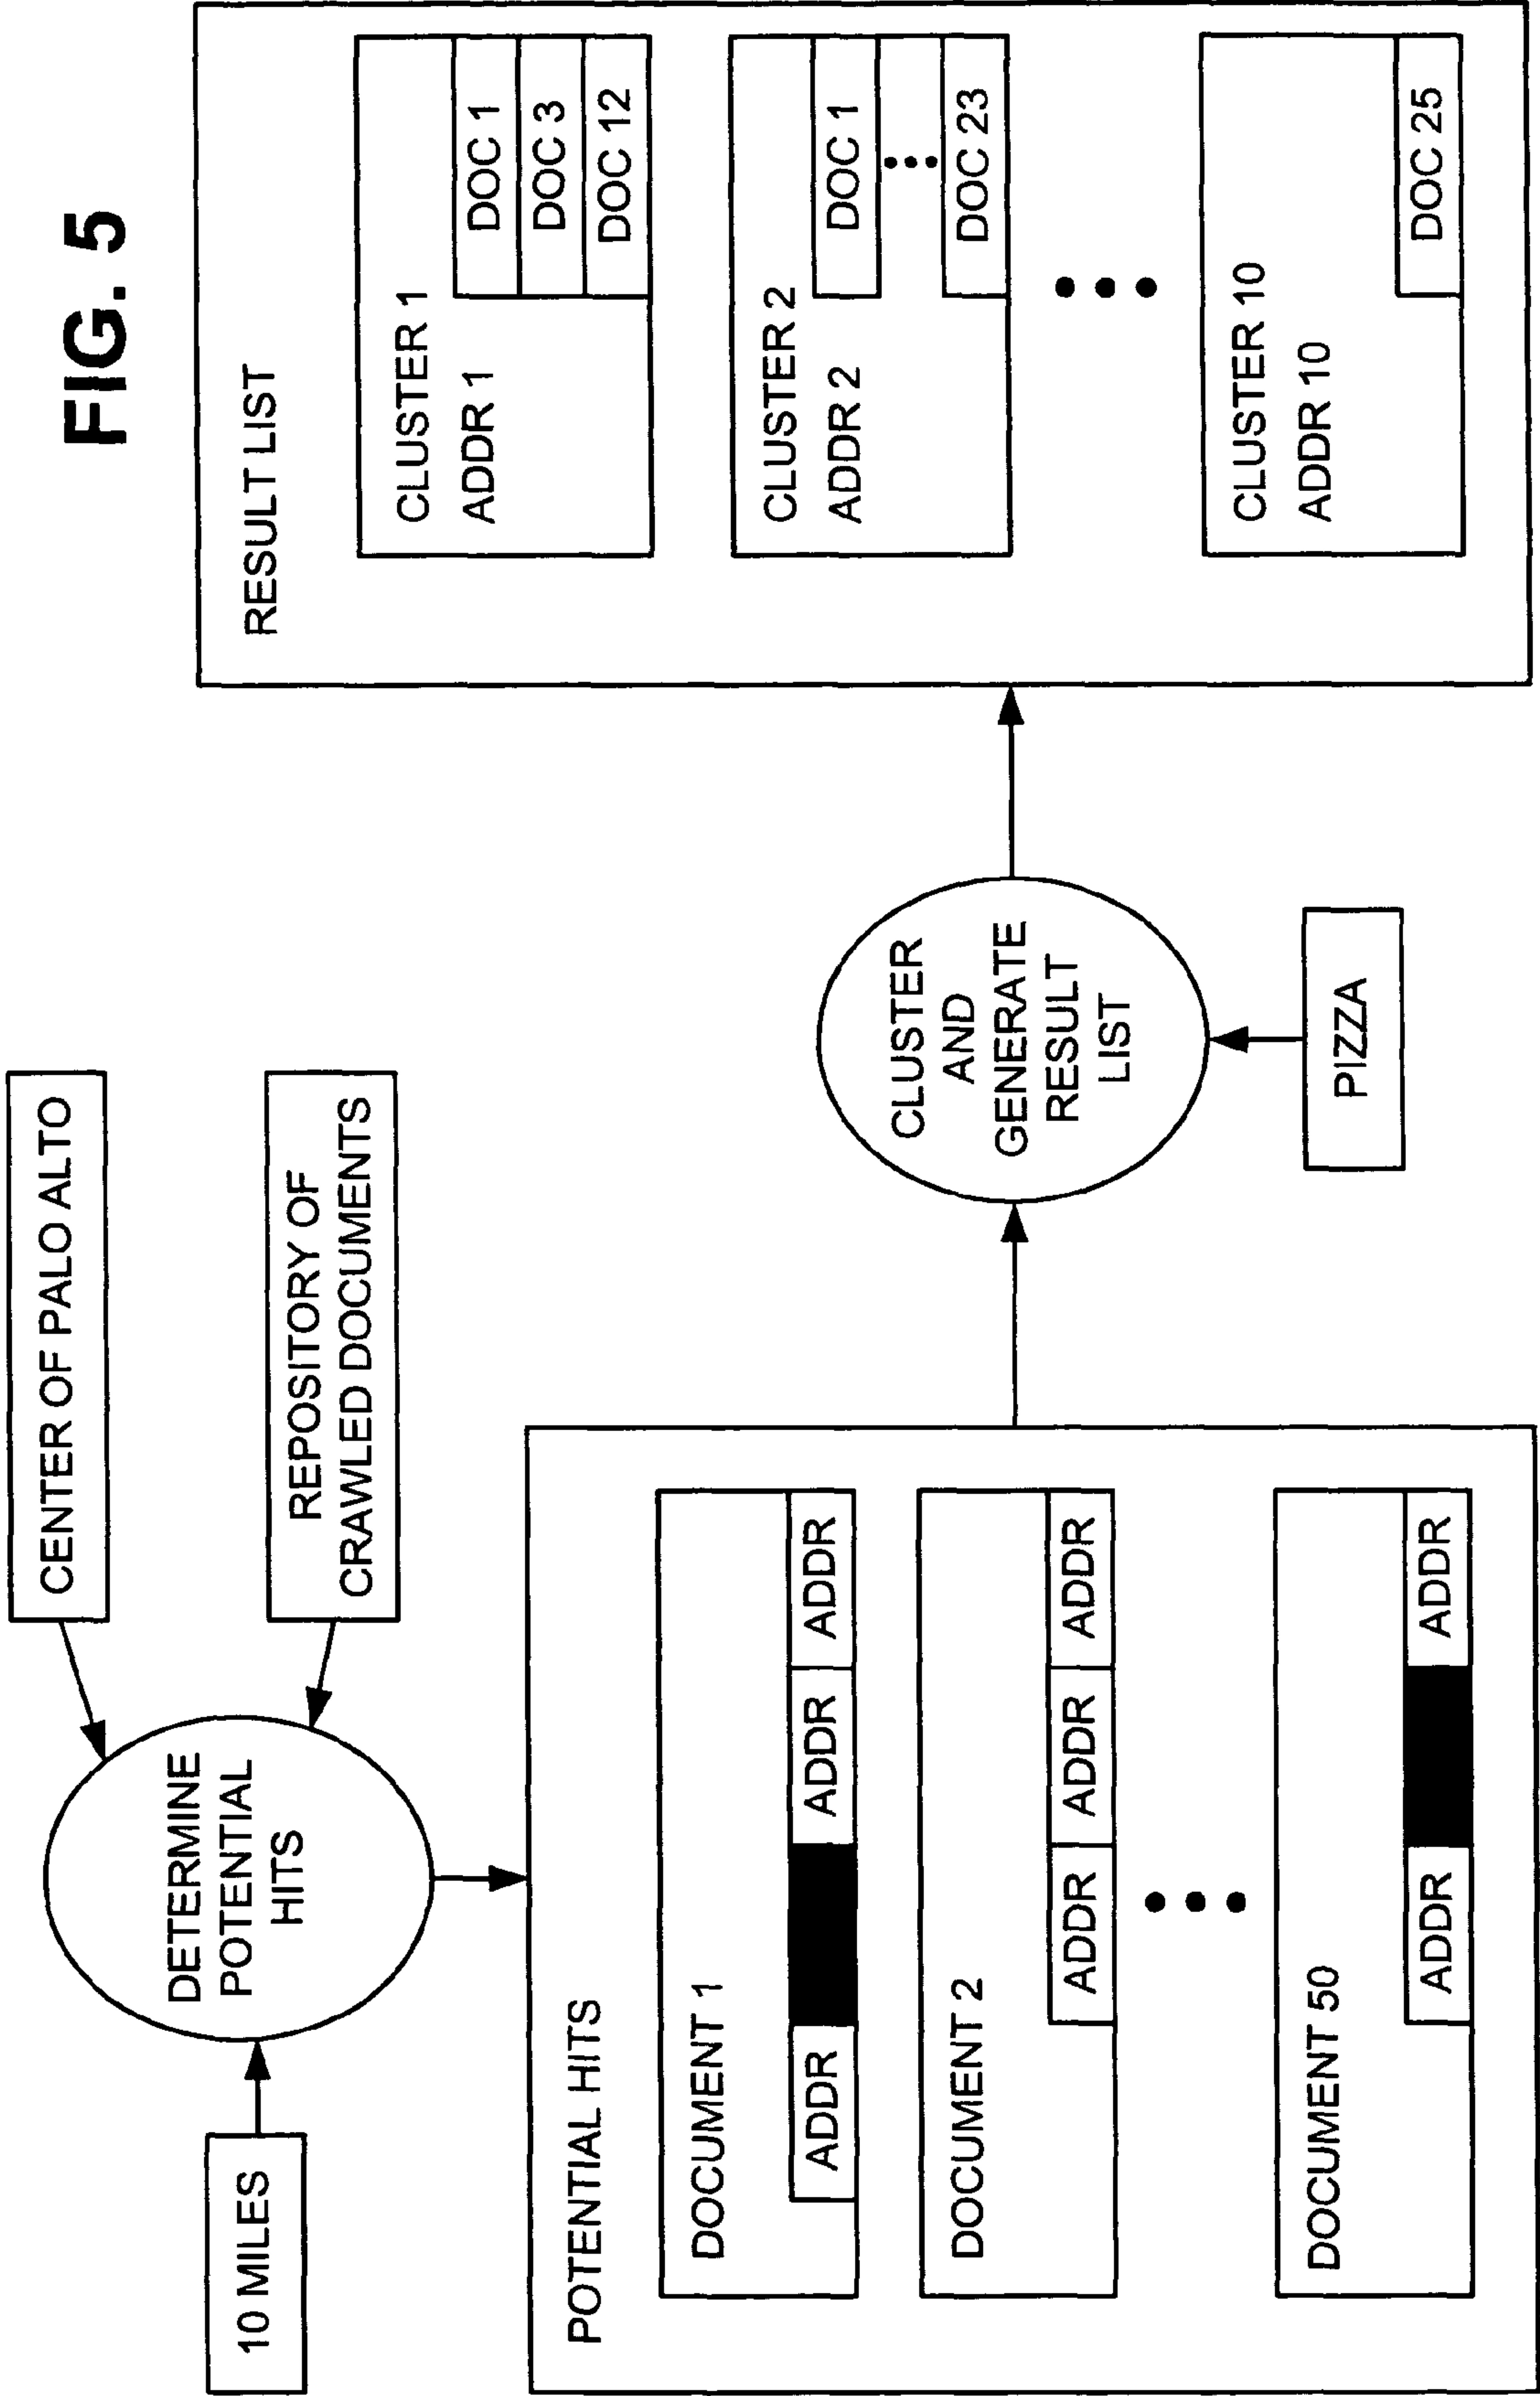 FIG. 5
CENTER OF PALO ALTO
REPOSITORY OF
CRAWLED DOCUMENTS
10 MILES
DETERMINE
POTENTIAL
HITS
POTENTIAL HITS
DOCUMENT 1
ADDR
ADDR
ADDR
DOCUMENT 2
ADDR
ADDR
ADDR
DOCUMENT 50
ADDR
ADDR
CLUSTER
AND
GENERATE
RESULT
LIST
PIZZA
RESULT LIST
CLUSTER 1
ADDR 1
DOC 1
DOC 3
DOC 12
CLUSTER 2
ADDR 2
DOC 1
DOC 23
CLUSTER 10
ADDR 10
DOC 25